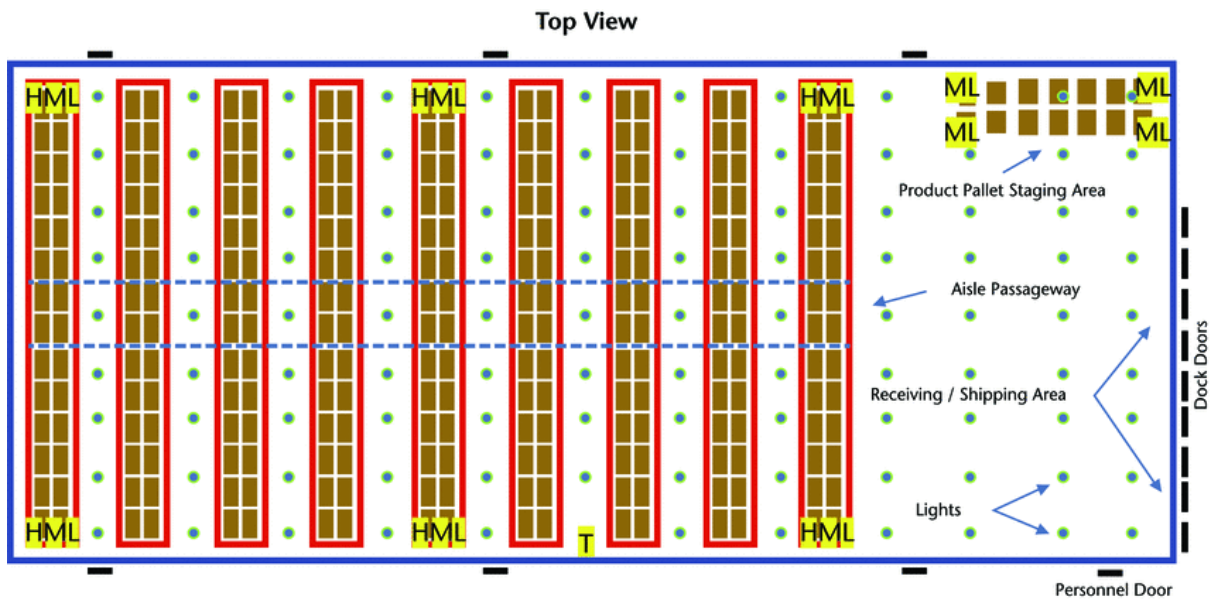 Top View
HML HML HML ML ML
ML ML
Product Pallet Staging Area
Aisle Passageway
Dock Doors
Receiving / Shipping Area
Lights
HML HML HML
T
Personnel Door